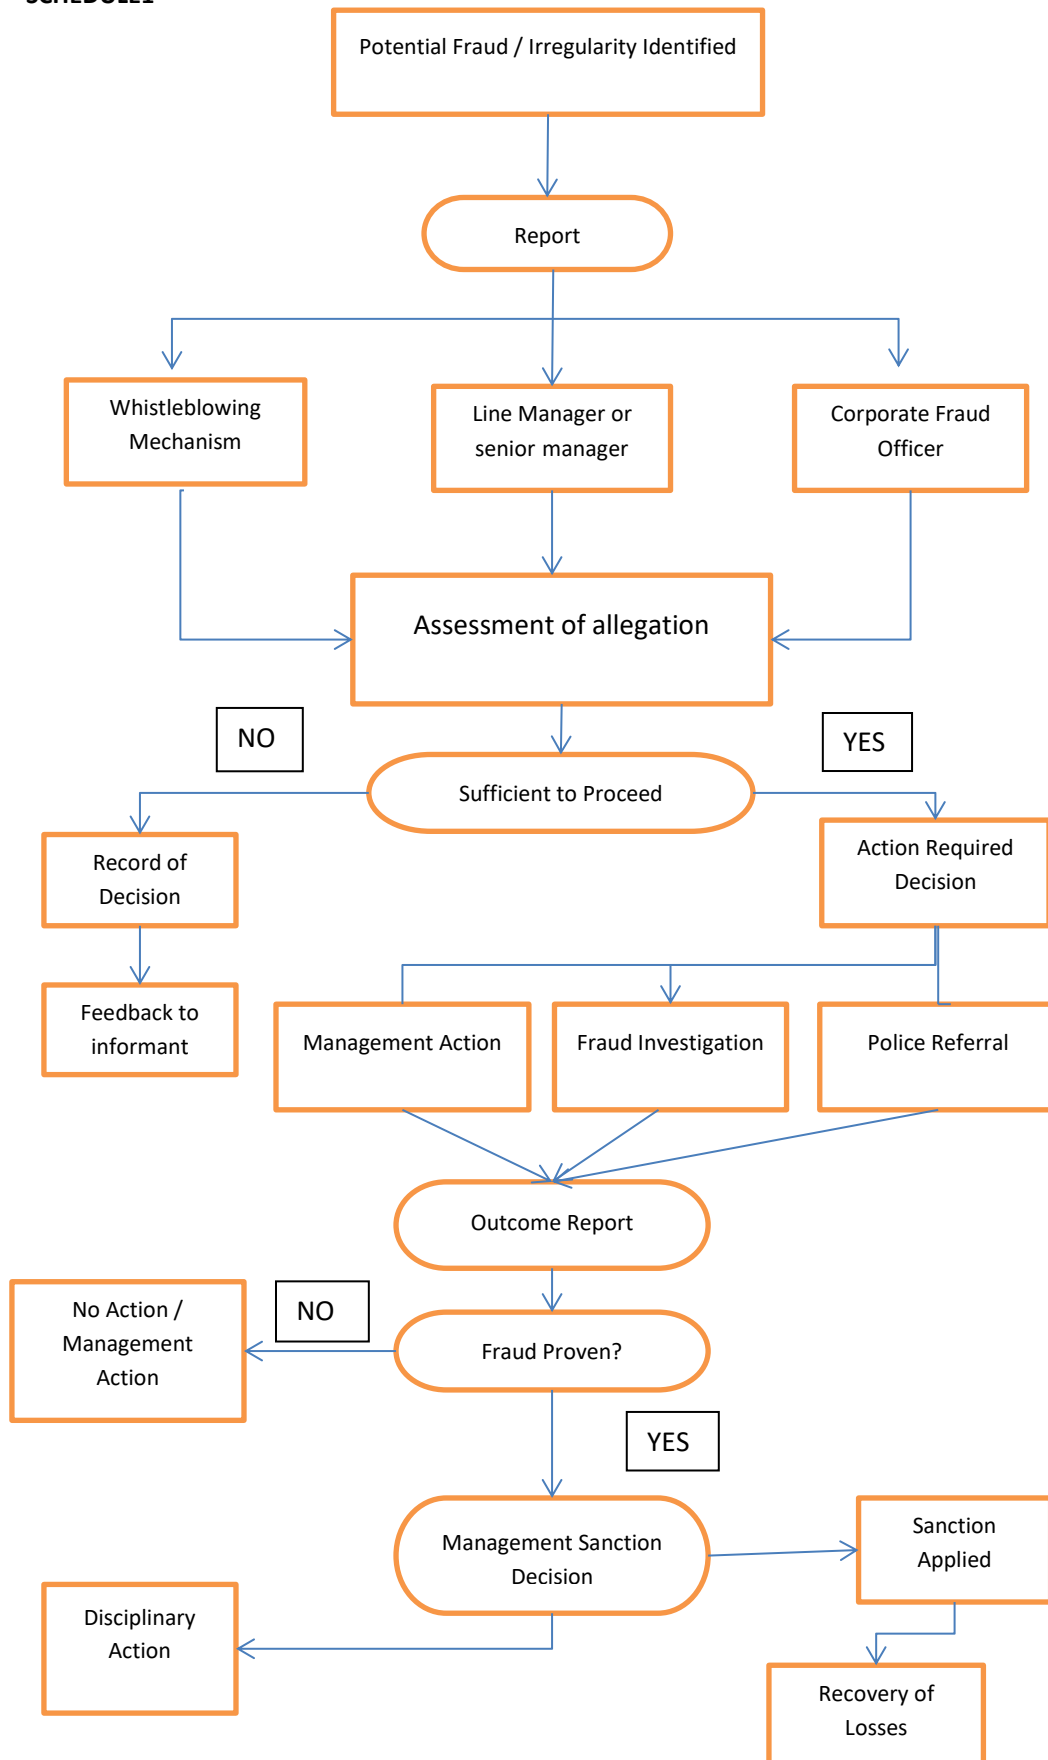 SCHEDULE1
Potential Fraud / Irregularity Identified
Report
Whistleblowing
Mechanism
Line Manager or
senior manager
Corporate Fraud
Officer
Assessment of allegation
NO
YES
Sufficient to Proceed
Record of
Decision
Action Required
Decision
Feedback to
informant
Management Action
Fraud Investigation
Police Referral
Outcome Report
No Action /
Management
Action
NO
Fraud Proven?
YES
Management Sanction
Decision
Sanction
Applied
Disciplinary
Action
Recovery of
Losses